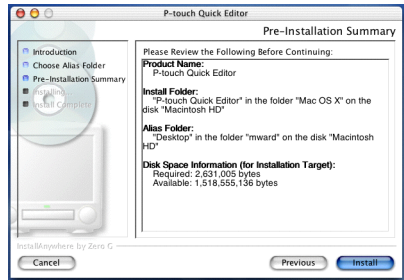 P-touch Quick Editor
Pre-Installation Summary
Introduction
Choose Alias Folder
Pre-Installation Summary
Installing...
Install Complete
Please Review the Following Before Continuing:
Product Name:
P-touch Quick Editor
Install Folder:
"P-touch Quick Editor" in the folder "Mac OS X" on the
disk "Macintosh HD"
Alias Folder:
"Desktop" in the folder "mward" on the disk "Macintosh
HD"
Disk Space Information (for Installation Target):
Required: 2,631,005 bytes
Available: 1,518,555,136 bytes
InstallAnywhere by Zero G
Cancel
Previous
Install